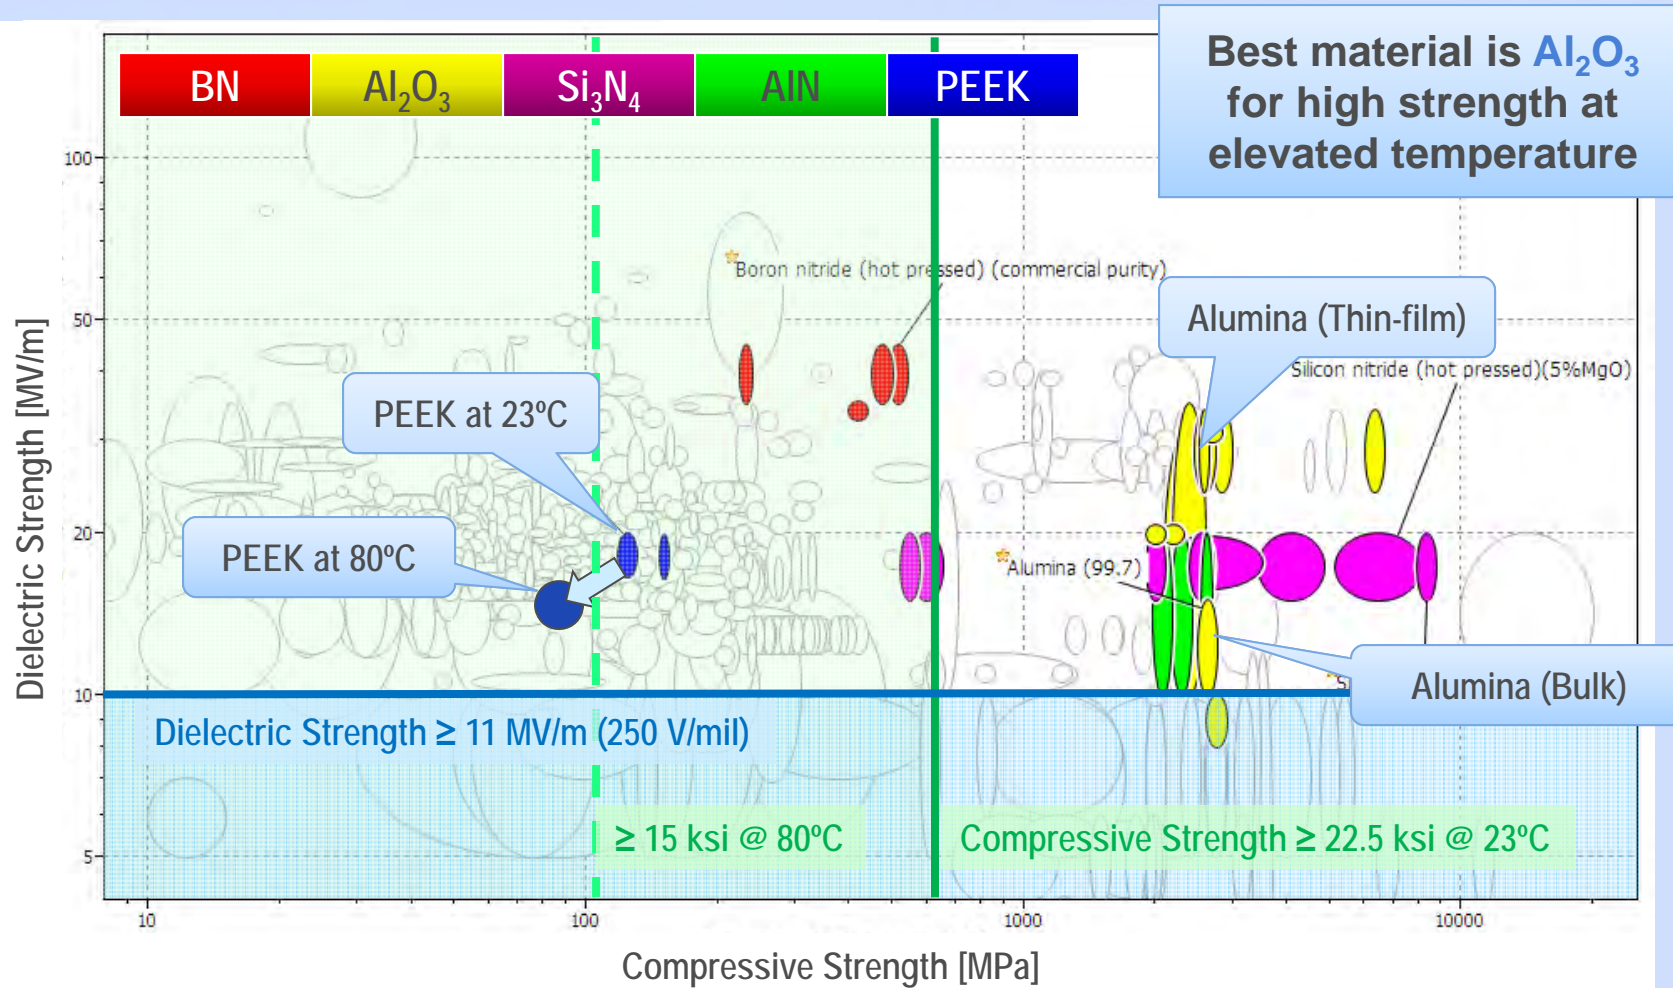 BN
Al₂O₃
Si₃N₄
AlN
PEEK
Best material is Al₂O₃
for high strength at
elevated temperature
Dielectric Strength [MV/m]
100
50
20
10
5
Boron nitride (hot pressed) (commercial purity)
Alumina (Thin-film)
Silicon nitride (hot pressed)(5%MgO)
PEEK at 23ºC
PEEK at 80ºC
Alumina (99.7)
Alumina (Bulk)
Dielectric Strength ≥ 11 MV/m (250 V/mil)
≥ 15 ksi @ 80ºC
Compressive Strength ≥ 22.5 ksi @ 23ºC
10
100
1000
10000
Compressive Strength [MPa]